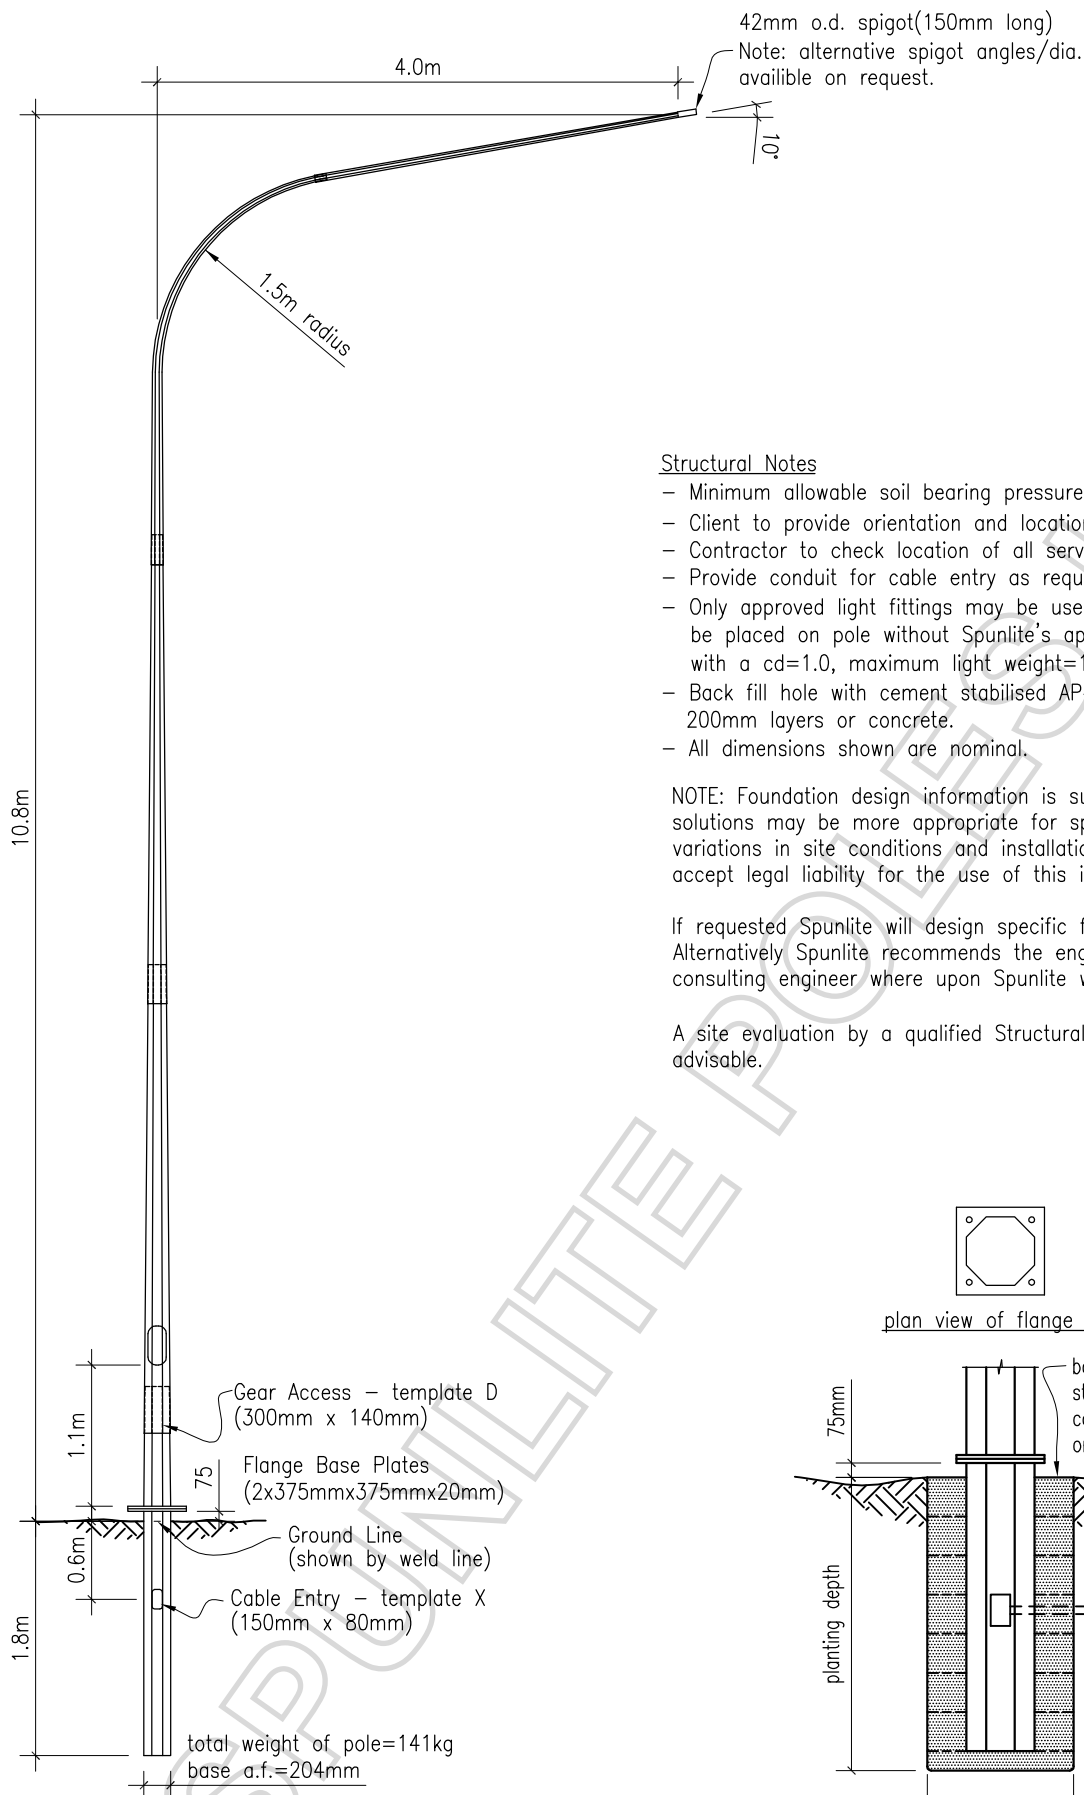 42mm o.d. spigot(150mm long)
Note: alternative spigot angles/dia.
availible on request.
4.0m
10°
1.5m radius
Structural Notes
– Minimum allowable soil bearing pressure
– Client to provide orientation and location
– Contractor to check location of all serv
– Provide conduit for cable entry as requ
– Only approved light fittings may be use
be placed on pole without Spunlite's ap
with a cd=1.0, maximum light weight=1
– Back fill hole with cement stabilised AP
200mm layers or concrete.
– All dimensions shown are nominal.
10.8m
NOTE: Foundation design information is su
solutions may be more appropriate for sp
variations in site conditions and installatio
accept legal liability for the use of this i
If requested Spunlite will design specific f
Alternatively Spunlite recommends the eng
consulting engineer where upon Spunlite w
A site evaluation by a qualified Structural
advisable.
SPUNLITE POLES
plan view of flange
Gear Access – template D
(300mm x 140mm)
1.1m
75
Flange Base Plates
(2x375mmx375mmx20mm)
Ground Line
(shown by weld line)
0.6m
Cable Entry – template X
(150mm x 80mm)
1.8m
total weight of pole=141kg
base a.f.=204mm
75mm
ba
st
co
or
planting depth